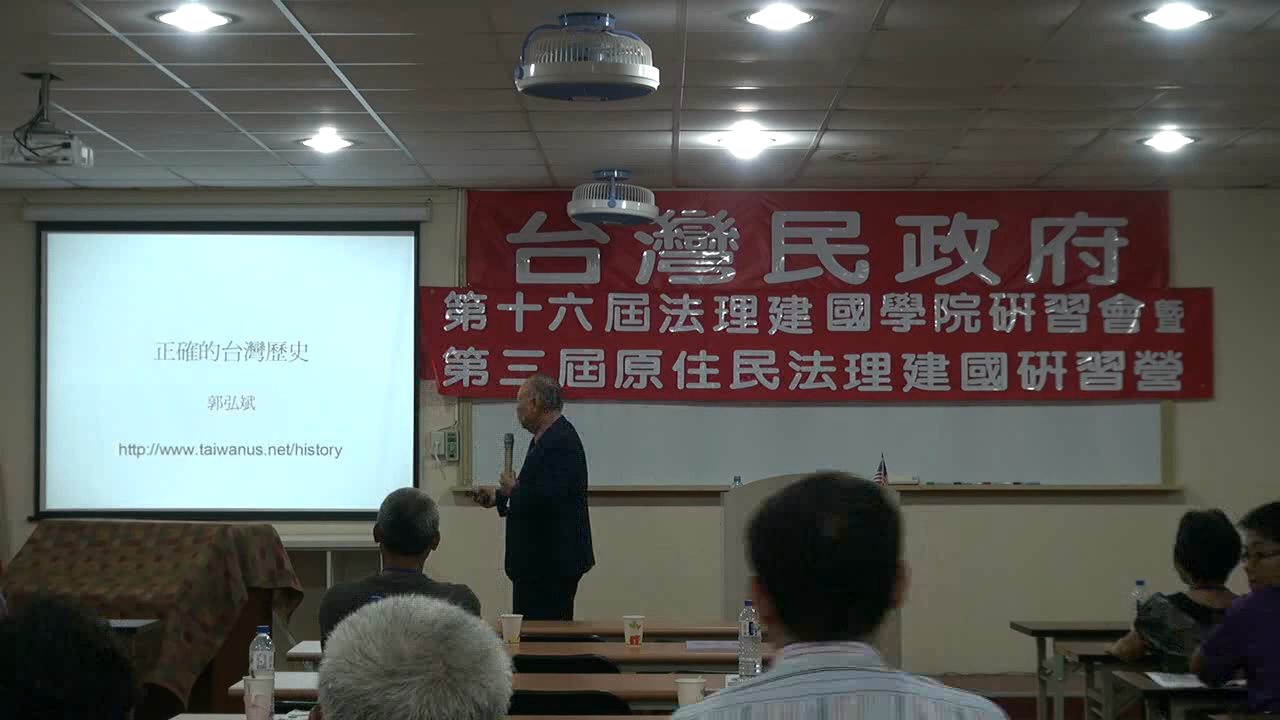 正確的台灣歷史
郭弘斌
http://www.taiwanus.net/history
台灣民政府
第十六屆法理建國學院研習會暨
第三屆原住民法理建國研習營